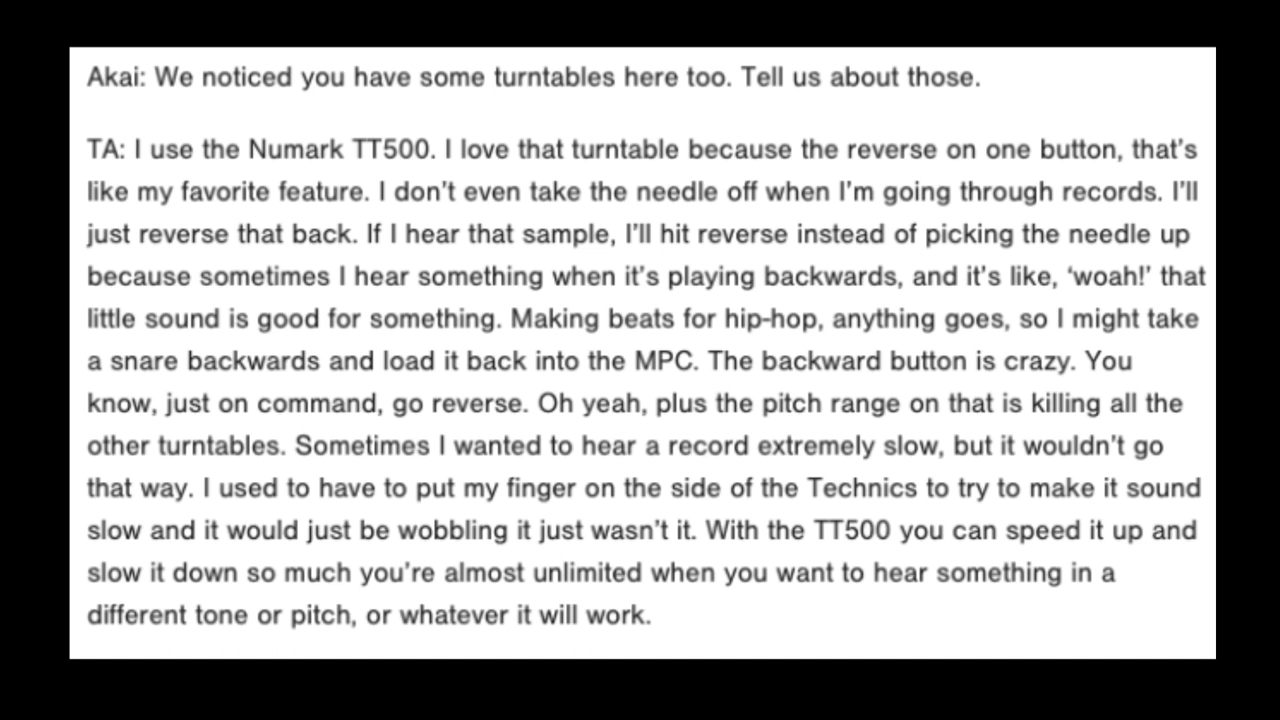 Akai: We noticed you have some turntables here too. Tell us about those.
TA: I use the Numark TT500. I love that turntable because the reverse on one button, that’s
like my favorite feature. I don’t even take the needle off when I’m going through records. I’ll
just reverse that back. If I hear that sample, I’ll hit reverse instead of picking the needle up
because sometimes I hear something when it’s playing backwards, and it’s like, ‘woah!’ that
little sound is good for something. Making beats for hip-hop, anything goes, so I might take
a snare backwards and load it back into the MPC. The backward button is crazy. You
know, just on command, go reverse. Oh yeah, plus the pitch range on that is killing all the
other turntables. Sometimes I wanted to hear a record extremely slow, but it wouldn’t go
that way. I used to have to put my finger on the side of the Technics to try to make it sound
slow and it would just be wobbling it just wasn’t it. With the TT500 you can speed it up and
slow it down so much you’re almost unlimited when you want to hear something in a
different tone or pitch, or whatever it will work.